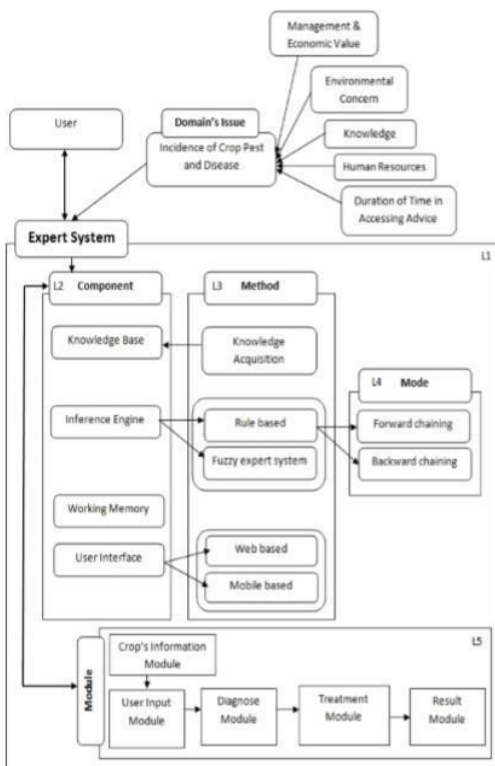 Management &
Economic Value
Environmental
Concern
User
Domain's Issue
Incidence of Crop Pest
and Disease
Knowledge
Human Resources
Duration of Time in
Accessing Advice
Expert System
L1
L2 Component
L3 Method
Knowledge Base
Knowledge
Acquisition
L4 Mode
Inference Engine
Rule based
Forward chaining
Fuzzy expert system
Backward chaining
Working Memory
User Interface
Web based
Mobile based
L5
Module
Crop's Information
Module
User Input
Module
Diagnose
Module
Treatment
Module
Result
Module